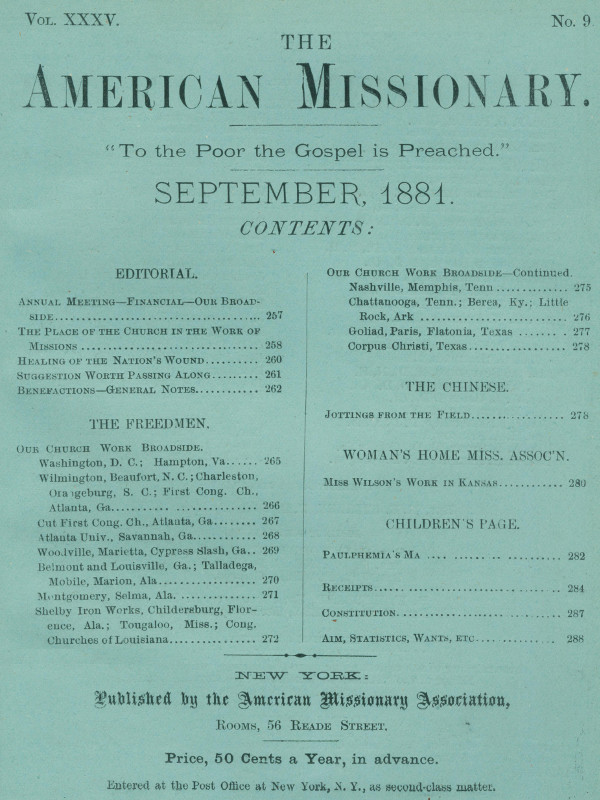 VOL. XXXV.
No. 9
THE
AMERICAN MISSIONARY.
"To the Poor the Gospel is Preached."
SEPTEMBER, 1881.
CONTENTS:
EDITORIAL.
ANNUAL MEETING—FINANCIAL—OUR BROAD-
SIDE........................................ 257
THE PLACE OF THE CHURCH IN THE WORK OF
MISSIONS ................................... 258
HEALING OF THE NATION'S WOUND.......... 260
SUGGESTION WORTH PASSING ALONG......... 261
BENEFACTIONS—GENERAL NOTES............ 262
THE FREEDMEN.
OUR CHURCH WORK BROADSIDE.
Washington, D. C.; Hampton, Va...... 265
Wilmington, Beaufort, N. C.; Charleston,
Orangeburg, S. C.; First Cong. Ch.,
Atlanta, Ga............................ 266
Cut First Cong. Ch., Atlanta, Ga....... 267
Atlanta Univ., Savannah, Ga........... 268
Woodville, Marietta, Cypress Slash, Ga.. 269
Belmont and Louisville, Ga.; Talladega,
Mobile, Marion, Ala................... 270
Montgomery, Selma, Ala. ............. 271
Shelby Iron Works, Childersburg, Flor-
ence, Ala.; Tougaloo, Miss.; Cong.
Churches of Louisiana................ 272
OUR CHURCH WORK BROADSIDE—Continued.
Nashville, Memphis, Tenn ............. 275
Chattanooga, Tenn.; Berea, Ky.; Little
Rock, Ark ............................ 276
Goliad, Paris, Flatonia, Texas ........ 277
Corpus Christi, Texas................. 278
THE CHINESE.
JOTTINGS FROM THE FIELD................ 278
WOMAN'S HOME MISS. ASSOC'N.
MISS WILSON'S WORK IN KANSAS........... 280
CHILDREN'S PAGE.
PAULPHEMIA'S MA ........................ 282
RECEIPTS................................ 284
CONSTITUTION............................ 287
AIM, STATISTICS, WANTS, ETC............. 288
NEW YORK:
Published by the American Missionary Association,
ROOMS, 56 READE STREET.
Price, 50 Cents a Year, in advance.
Entered at the Post Office at New York, N. Y., as second-class matter.